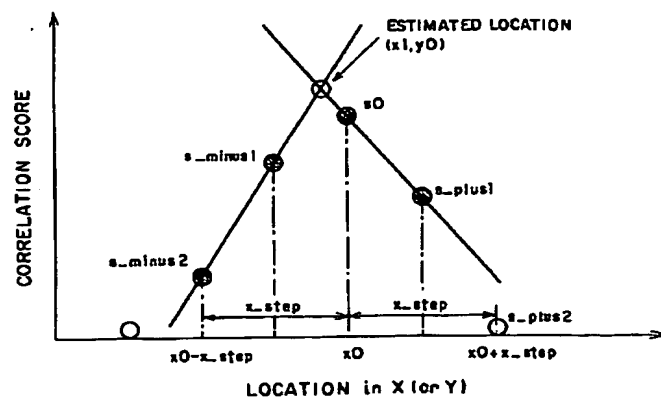 ESTIMATED LOCATION
(x1,y0)
s0
s_minus1
s_plus1
s_minus2
x_step
x_step
s_plus2
x0-x_step
x0
x0+x_step
LOCATION in X (or Y)
CORRELATION SCORE